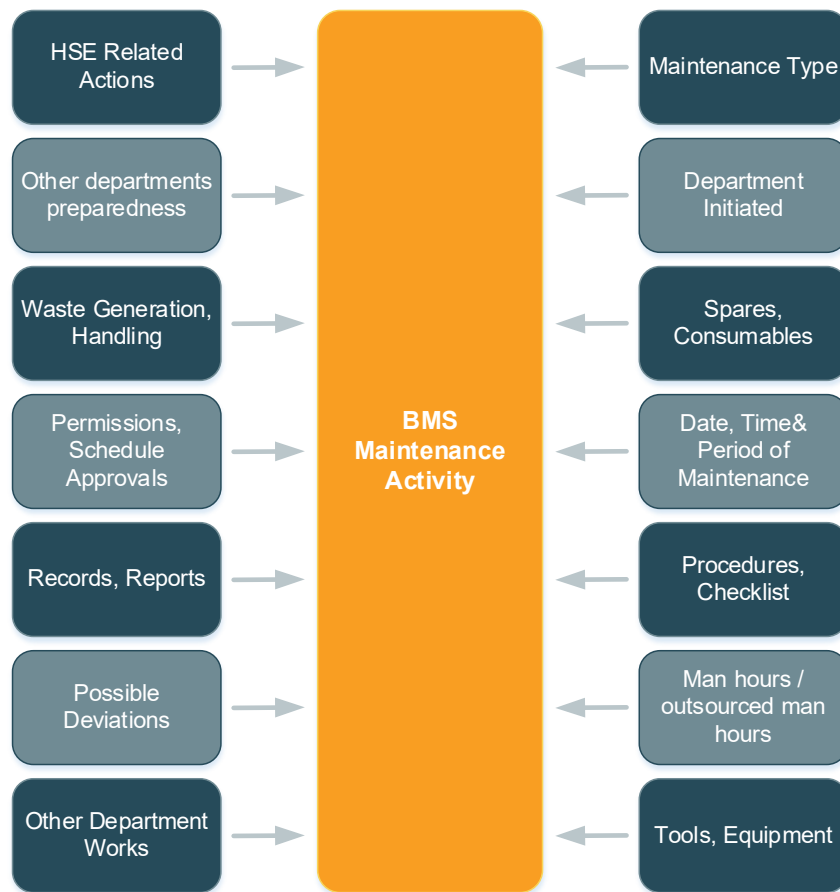 HSE Related
Actions
Other departments
preparedness
Waste Generation,
Handling
Permissions,
Schedule
Approvals
Records, Reports
Possible
Deviations
Other Department
Works
BMS
Maintenance
Activity
Maintenance Type
Department
Initiated
Spares,
Consumables
Date, Time&
Period of
Maintenance
Procedures,
Checklist
Man hours /
outsourced man
hours
Tools, Equipment